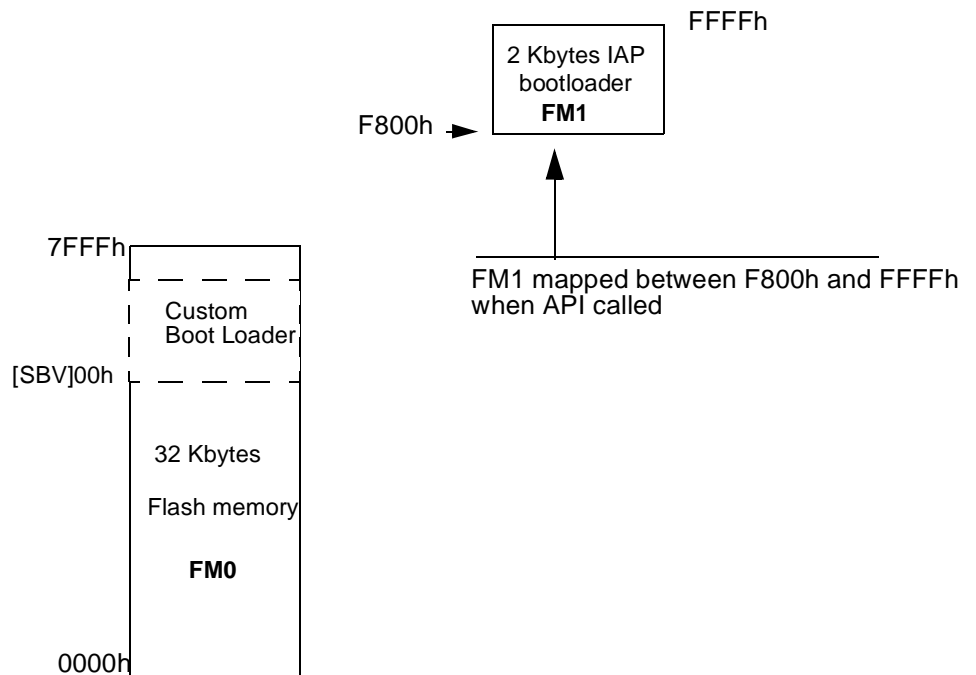 FFFFh
2 Kbytes IAP
bootloader
FM1
F800h
7FFFh
FM1 mapped between F800h and FFFFh
when API called
Custom
Boot Loader
[SBV]00h
32 Kbytes
Flash memory
FM0
0000h